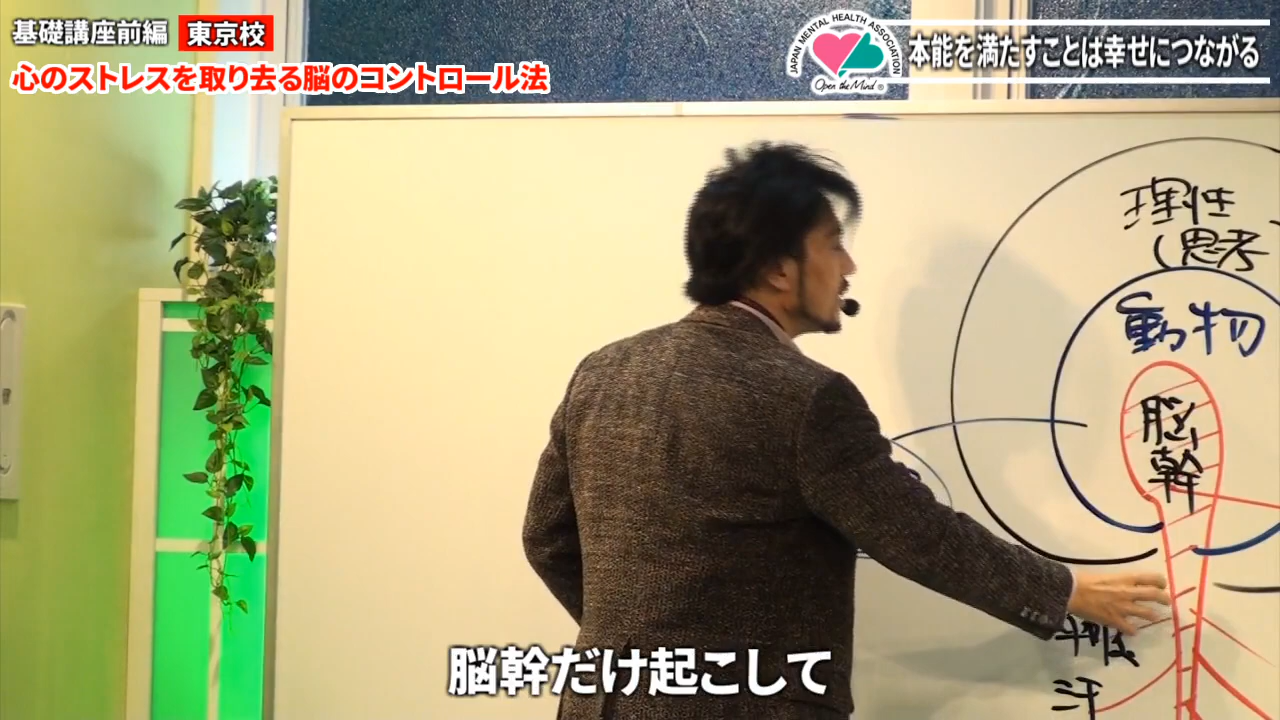 基礎講座前編 東京校
心のストレスを取り去る脳のコントロール法
JAPAN MENTAL HEALTH ASSOCIATION
Open the Mind ®
本能を満たすことは幸せにつながる
理性
思考
動物
脳
幹
汗
脳幹だけ起こして